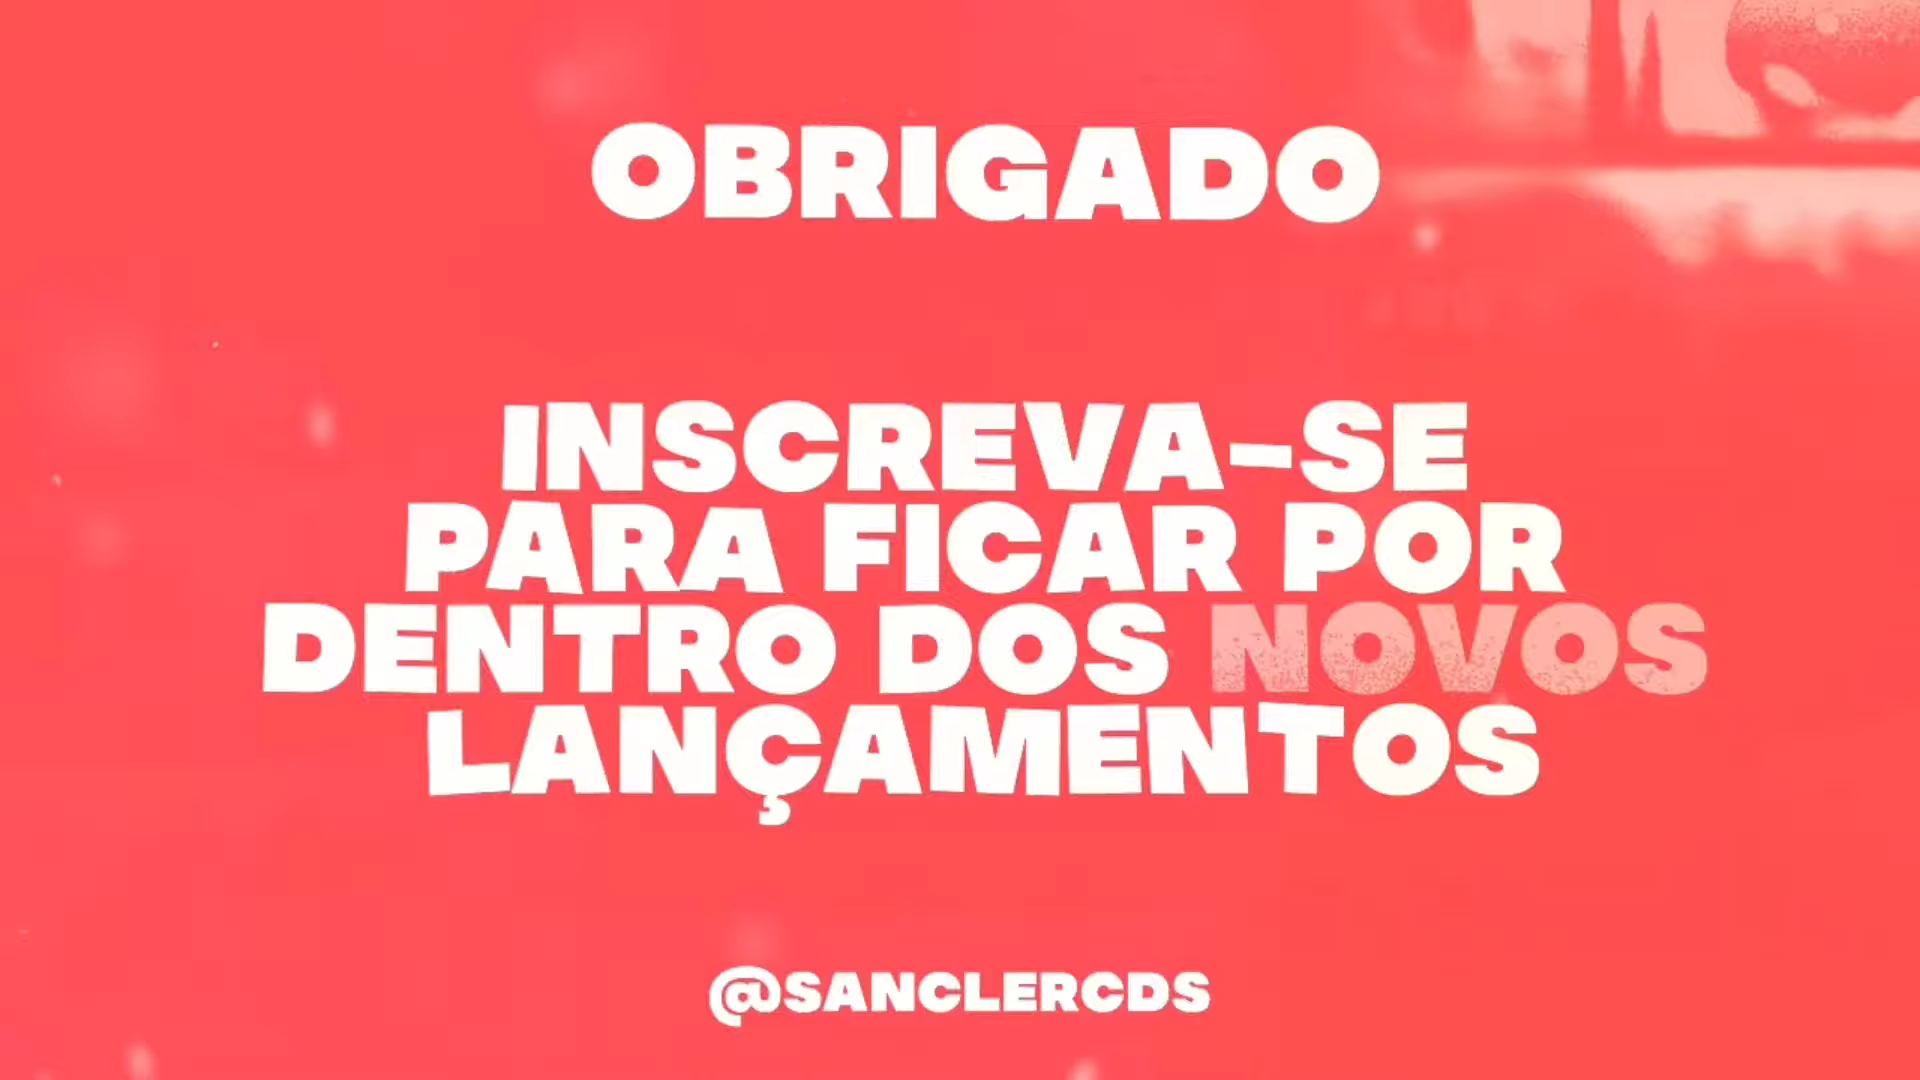 OBRIGADO
INSCREVA-SE
PARA FICAR POR
DENTRO DOS NOVOS
LANÇAMENTOS
@SANCLERCDS